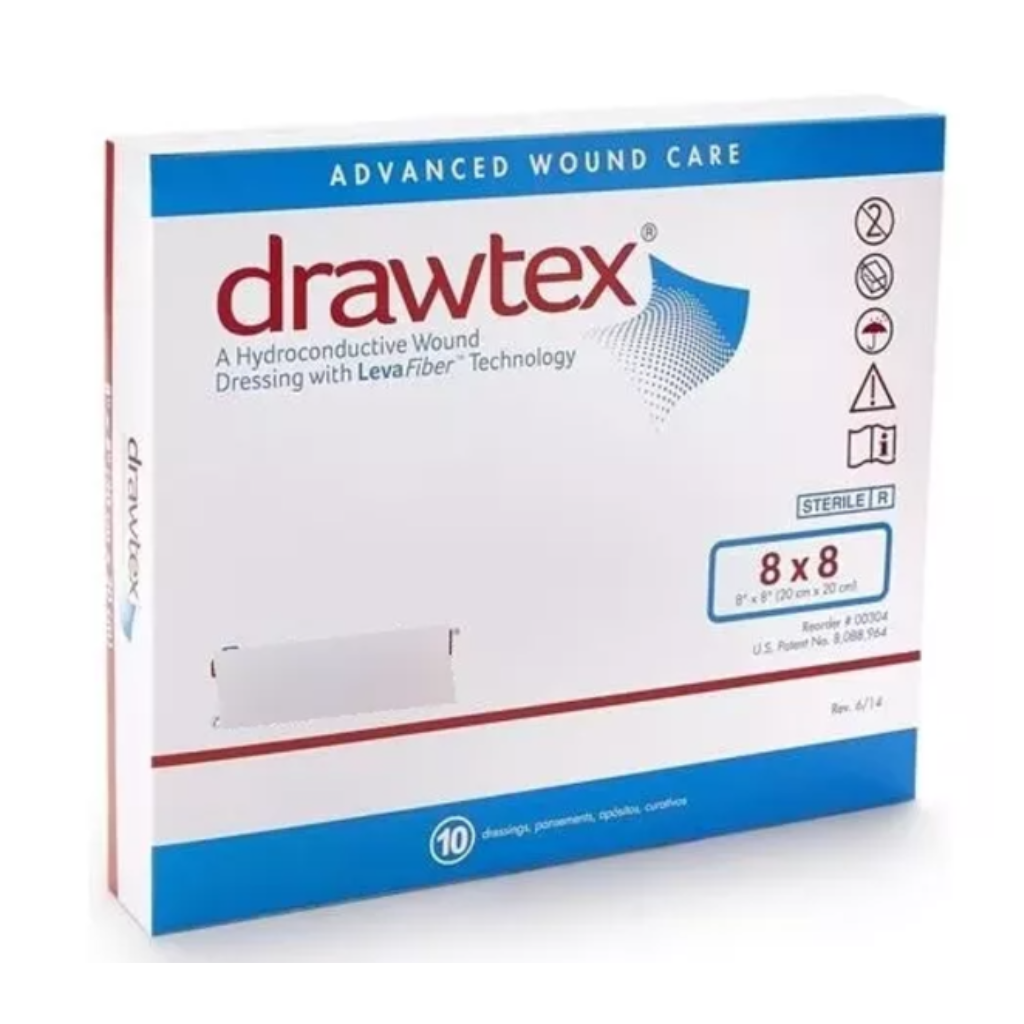 ADVANCED WOUND CARE
drawtex®
A Hydroconductive Wound
Dressing with LevaFiber™ Technology
2
STERILE R
8 x 8
8" x 8" (20 cm x 20 cm)
Reorder # 00304
U.S. Patent No. 8,088,964
Rev. 6/14
10 dressings, pansements, apósitos, curativos
drawtex